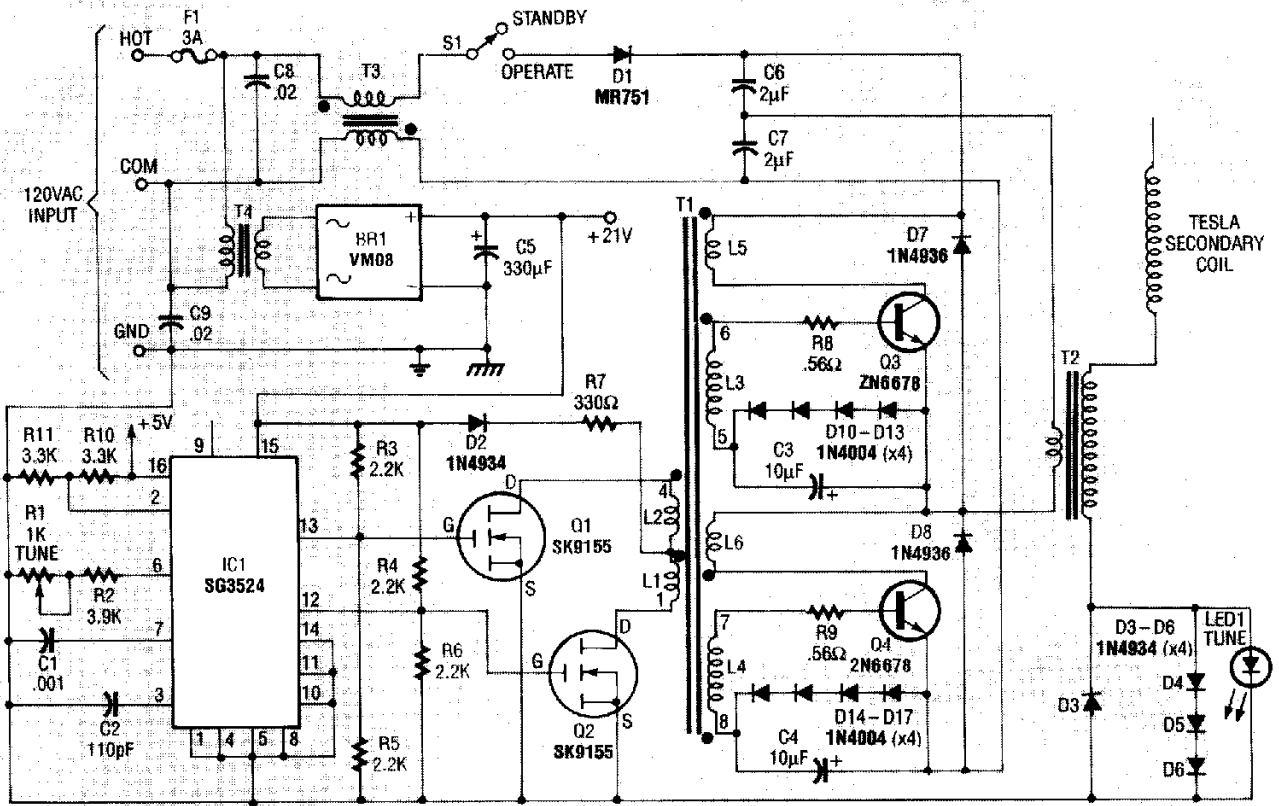 F1
3A
HOT
C8
.02
T3
S1
STANDBY
OPERATE
D1
MR751
C6
2µF
C7
2µF
COM
120VAC
INPUT
T4
BR1
VM08
+
−
+
C5
330µF
+21V
C9
.02
GND
T1
L5
D7
1N4936
TESLA
SECONDARY
COIL
6
R8
.56Ω
Q3
ZN6678
L3
5
D10–D13
1N4004 (x4)
C3
10µF
+
T2
+5V
R11
3.3K
R10
3.3K
9
15
16
2
R3
2.2K
D2
1N4934
R7
330Ω
R1
1K
TUNE
R2
3.9K
6
IC1
SG3524
13
G
D
Q1
SK9155
S
4
L2
L1
1
L6
D8
1N4936
R4
2.2K
12
7
C1
.001
14
11
10
3
C2
110pF
1
4
5
8
R6
2.2K
R5
2.2K
G
D
S
Q2
SK9155
7
R9
.56Ω
Q4
2N6678
L4
8
D14–D17
1N4004 (x4)
C4
10µF
+
D3–D6
1N4934 (x4)
LED1
TUNE
D3
D4
D5
D6